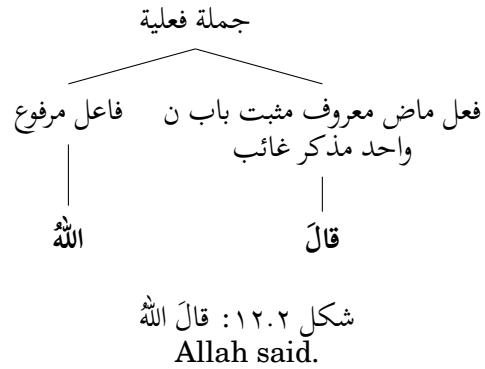 جملة فعلية
فعل ماض معروف مثبت باب ن
واحد مذكر غائب
فاعل مرفوع
قالَ
اللّٰهُ
شكل ١٢.٢: قالَ اللّٰهُ
Allah said.